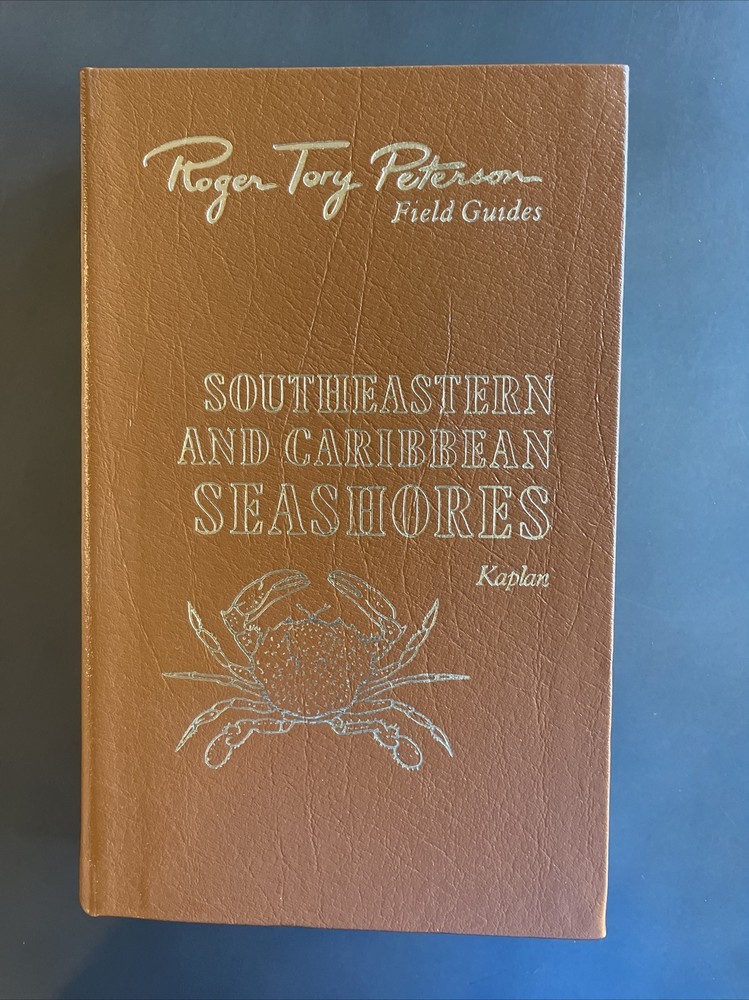 Roger Tory Peterson
Field Guides
SOUTHEASTERN
AND CARIBBEAN
SEASHORES
Kaplan